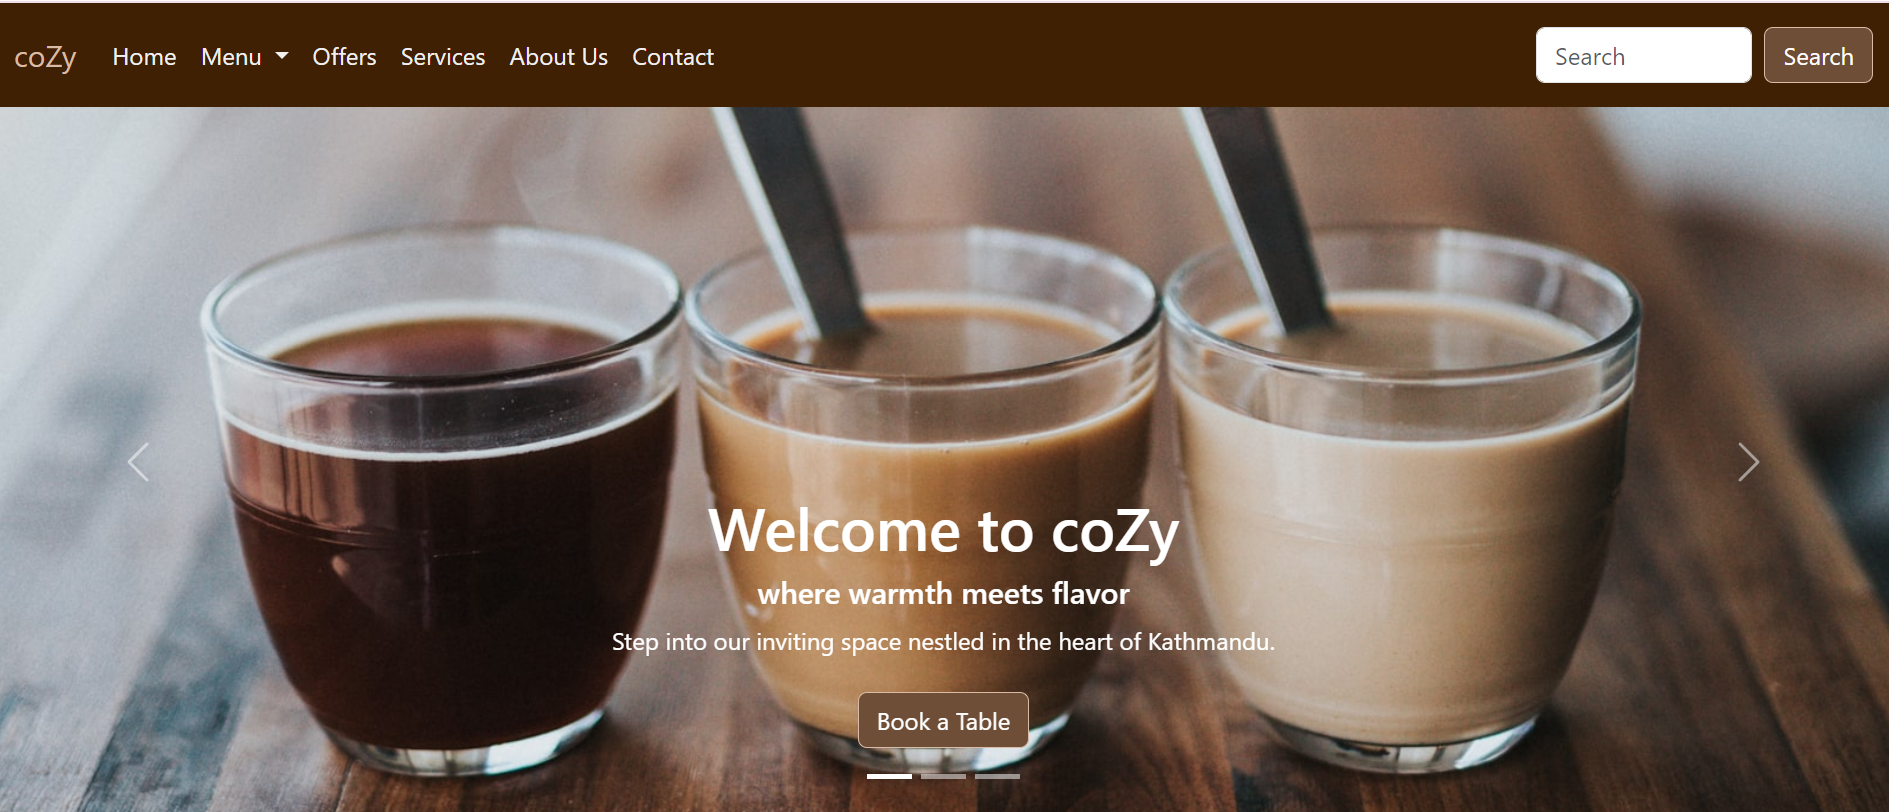 coZy Home Menu Offers Services About Us Contact Search Search
Welcome to coZy
where warmth meets flavor
Step into our inviting space nestled in the heart of Kathmandu.
Book a Table